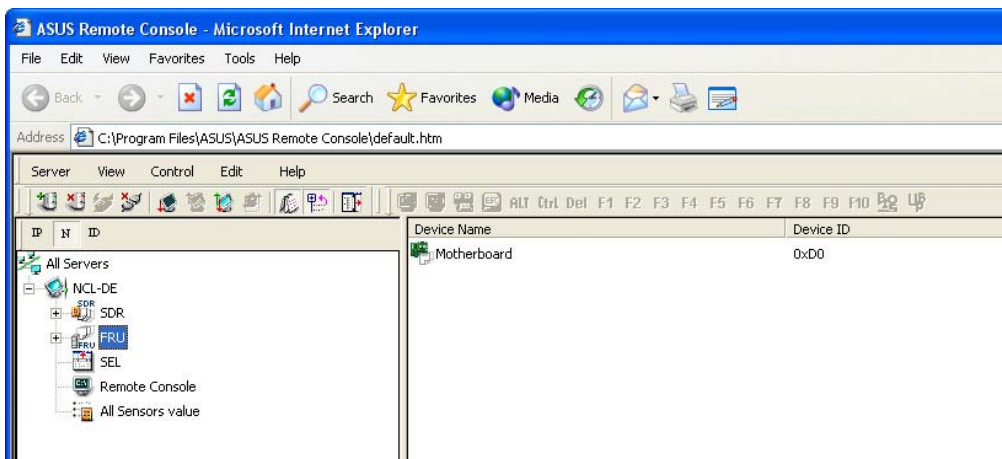 ASUS Remote Console - Microsoft Internet Explorer
File Edit View Favorites Tools Help
Back Search Favorites Media
Address C:\Program Files\ASUS\ASUS Remote Console\default.htm
Server View Control Edit Help
ALT Ctrl Del F1 F2 F3 F4 F5 F6 F7 F8 F9 F10
IP N ID
Device Name Device ID
Motherboard 0xD0
All Servers
NCL-DE
SDR SDR
FRU FRU
SEL
Remote Console
All Sensors value